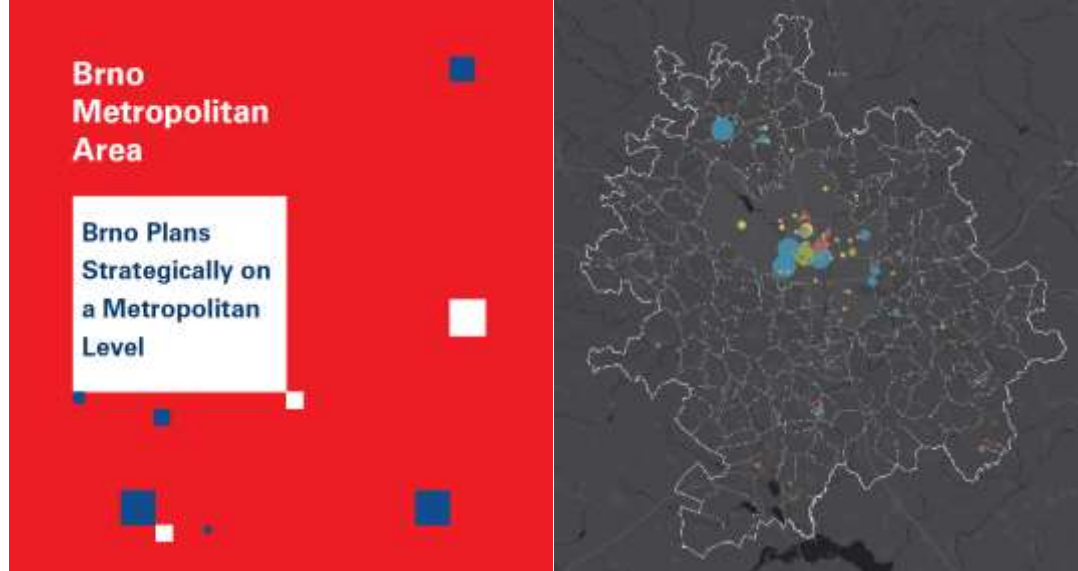 Brno
Metropolitan
Area
Brno Plans
Strategically on
a Metropolitan
Level